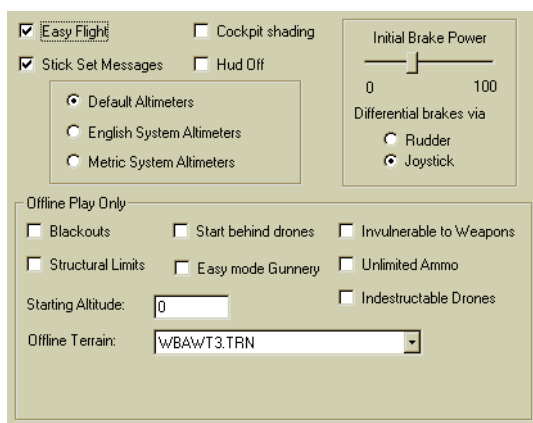 Easy Flight
Cockpit shading
Stick Set Messages
Hud Off
Default Altimeters
English System Altimeters
Metric System Altimeters
Initial Brake Power
0 100
Differential brakes via
Rudder
Joystick
Offline Play Only
Blackouts
Start behind drones
Invulnerable to Weapons
Structural Limits
Easy mode Gunnery
Unlimited Ammo
Indestructable Drones
Starting Altitude: 0
Offline Terrain: WBAWT3.TRN